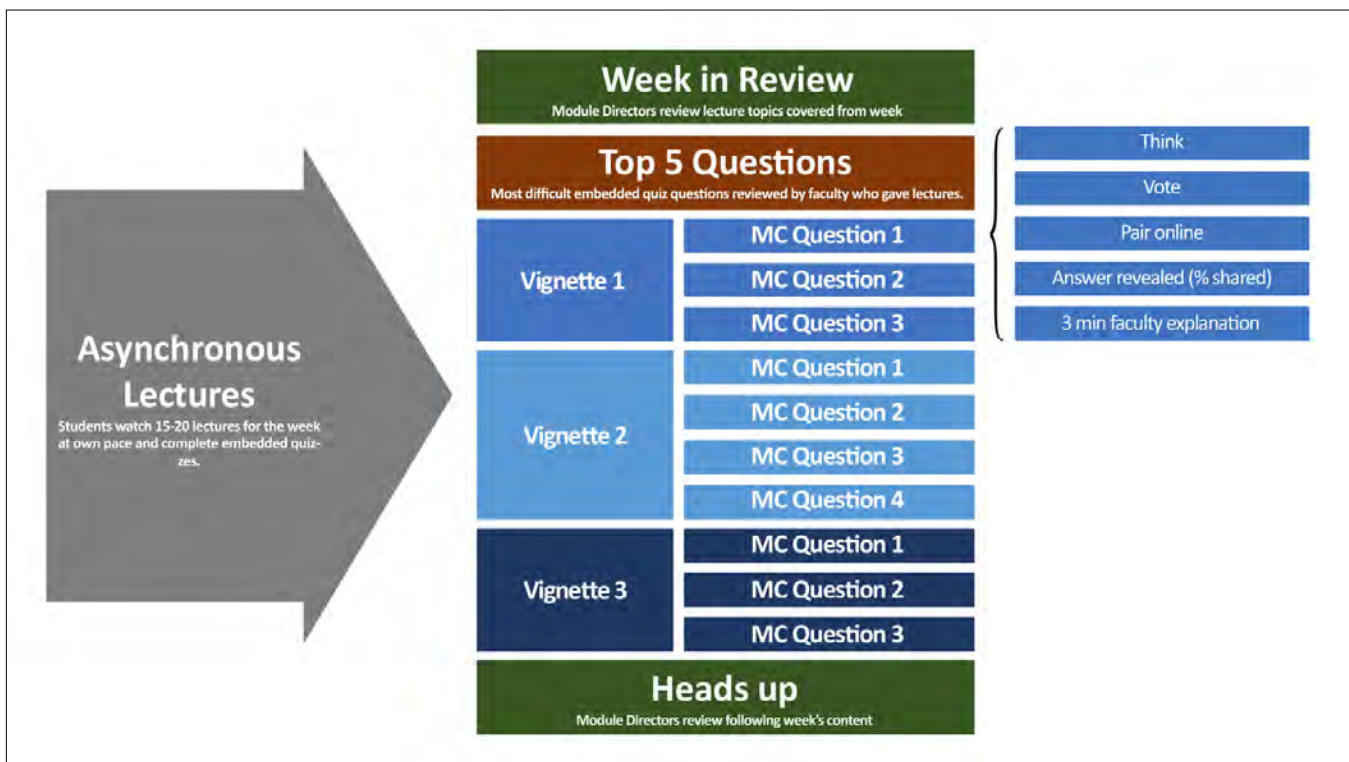 Asynchronous
Lectures
Students watch 15-20 lectures for the week
at own pace and complete embedded quiz-
zes.
Week in Review
Module Directors review lecture topics covered from week
Top 5 Questions
Most difficult embedded quiz questions reviewed by faculty who gave lectures.
Vignette 1
MC Question 1
MC Question 2
MC Question 3
Vignette 2
MC Question 1
MC Question 2
MC Question 3
MC Question 4
Vignette 3
MC Question 1
MC Question 2
MC Question 3
Heads up
Module Directors review following week's content
Think
Vote
Pair online
Answer revealed (% shared)
3 min faculty explanation